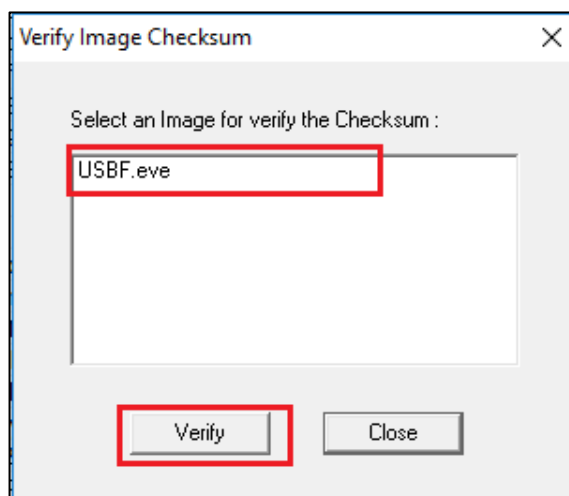 Verify Image Checksum
Select an Image for verify the Checksum :
USBF.eve
Verify Close